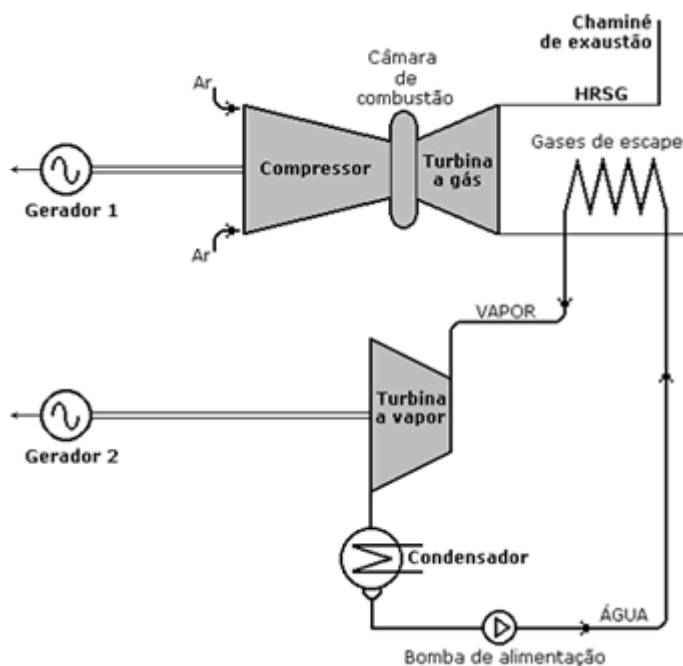 Chaminé
de exaustão
Câmara
de
combustão
Ar
HRSG
Gases de escape
Compressor
Turbina
a gás
Gerador 1
Ar
VAPOR
Turbina
a vapor
Gerador 2
Condensador
ÁGUA
Bomba de alimentação